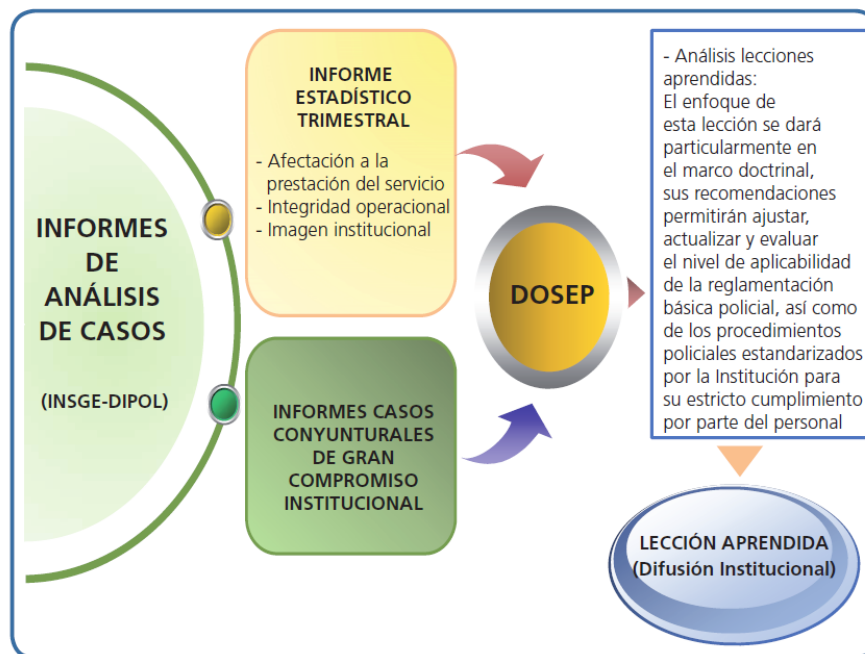 INFORMES
DE
ANÁLISIS
DE CASOS
(INSGE-DIPOL)
INFORME
ESTADÍSTICO
TRIMESTRAL
- Afectación a la
prestación del servicio
- Integridad operacional
- Imagen institucional
INFORMES CASOS
CONYUNTURALES
DE GRAN
COMPROMISO
INSTITUCIONAL
DOSEP
- Análisis lecciones
aprendidas:
El enfoque de
esta lección se dará
particularmente en
el marco doctrinal,
sus recomendaciones
permitirán ajustar,
actualizar y evaluar
el nivel de aplicabilidad
de la reglamentación
básica policial, así como
de los procedimientos
policiales estandarizados
por la Institución para
su estricto cumplimiento
por parte del personal
LECCIÓN APRENDIDA
(Difusión Institucional)